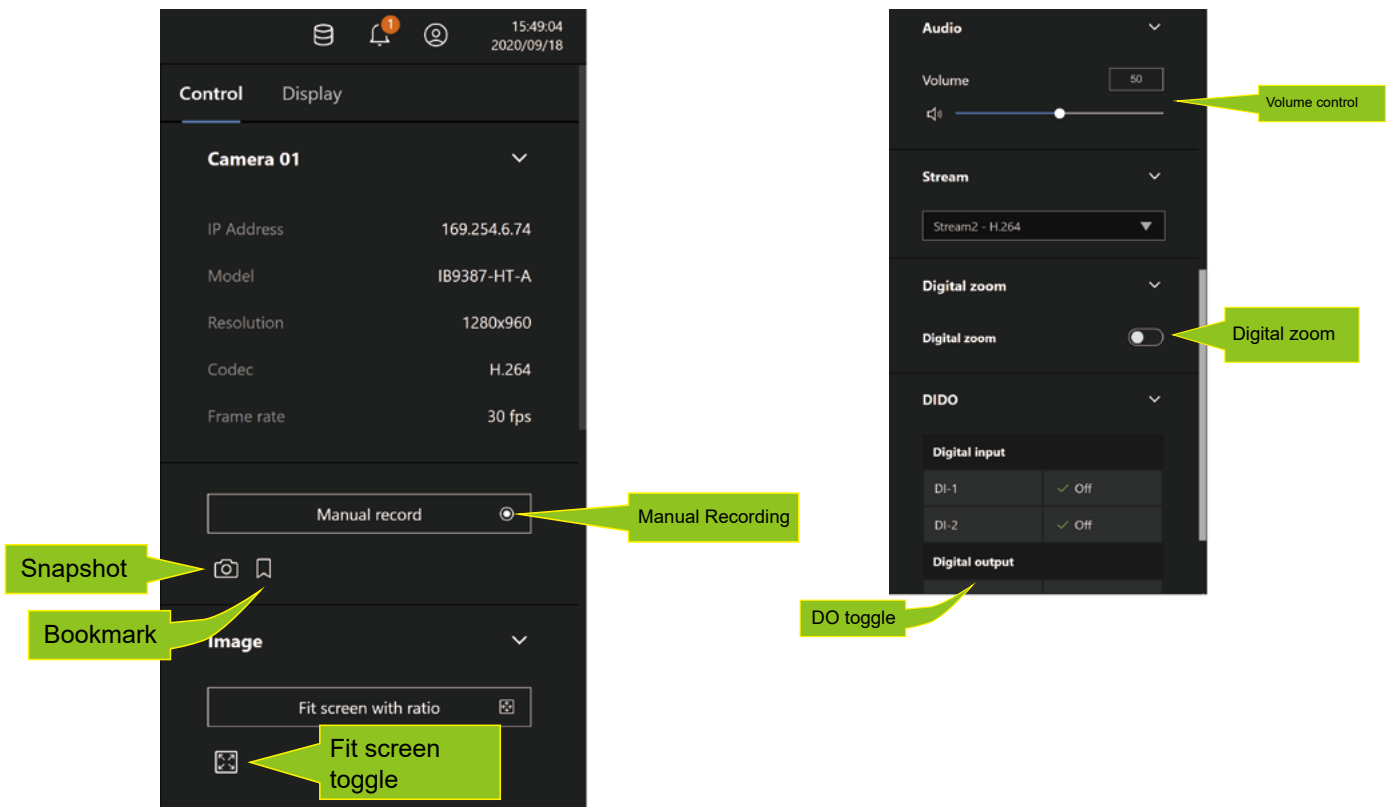 1
15:49:04
2020/09/18
Control Display
Camera 01
IP Address 169.254.6.74
Model IB9387-HT-A
Resolution 1280x960
Codec H.264
Frame rate 30 fps
Manual record
Manual Recording
Snapshot
Bookmark
Image
Fit screen with ratio
Fit screen
toggle
Audio
Volume 50
Volume control
Stream
Stream2 - H.264
Digital zoom
Digital zoom
Digital zoom
DIDO
Digital input
DI-1 Off
DI-2 Off
Digital output
DO toggle